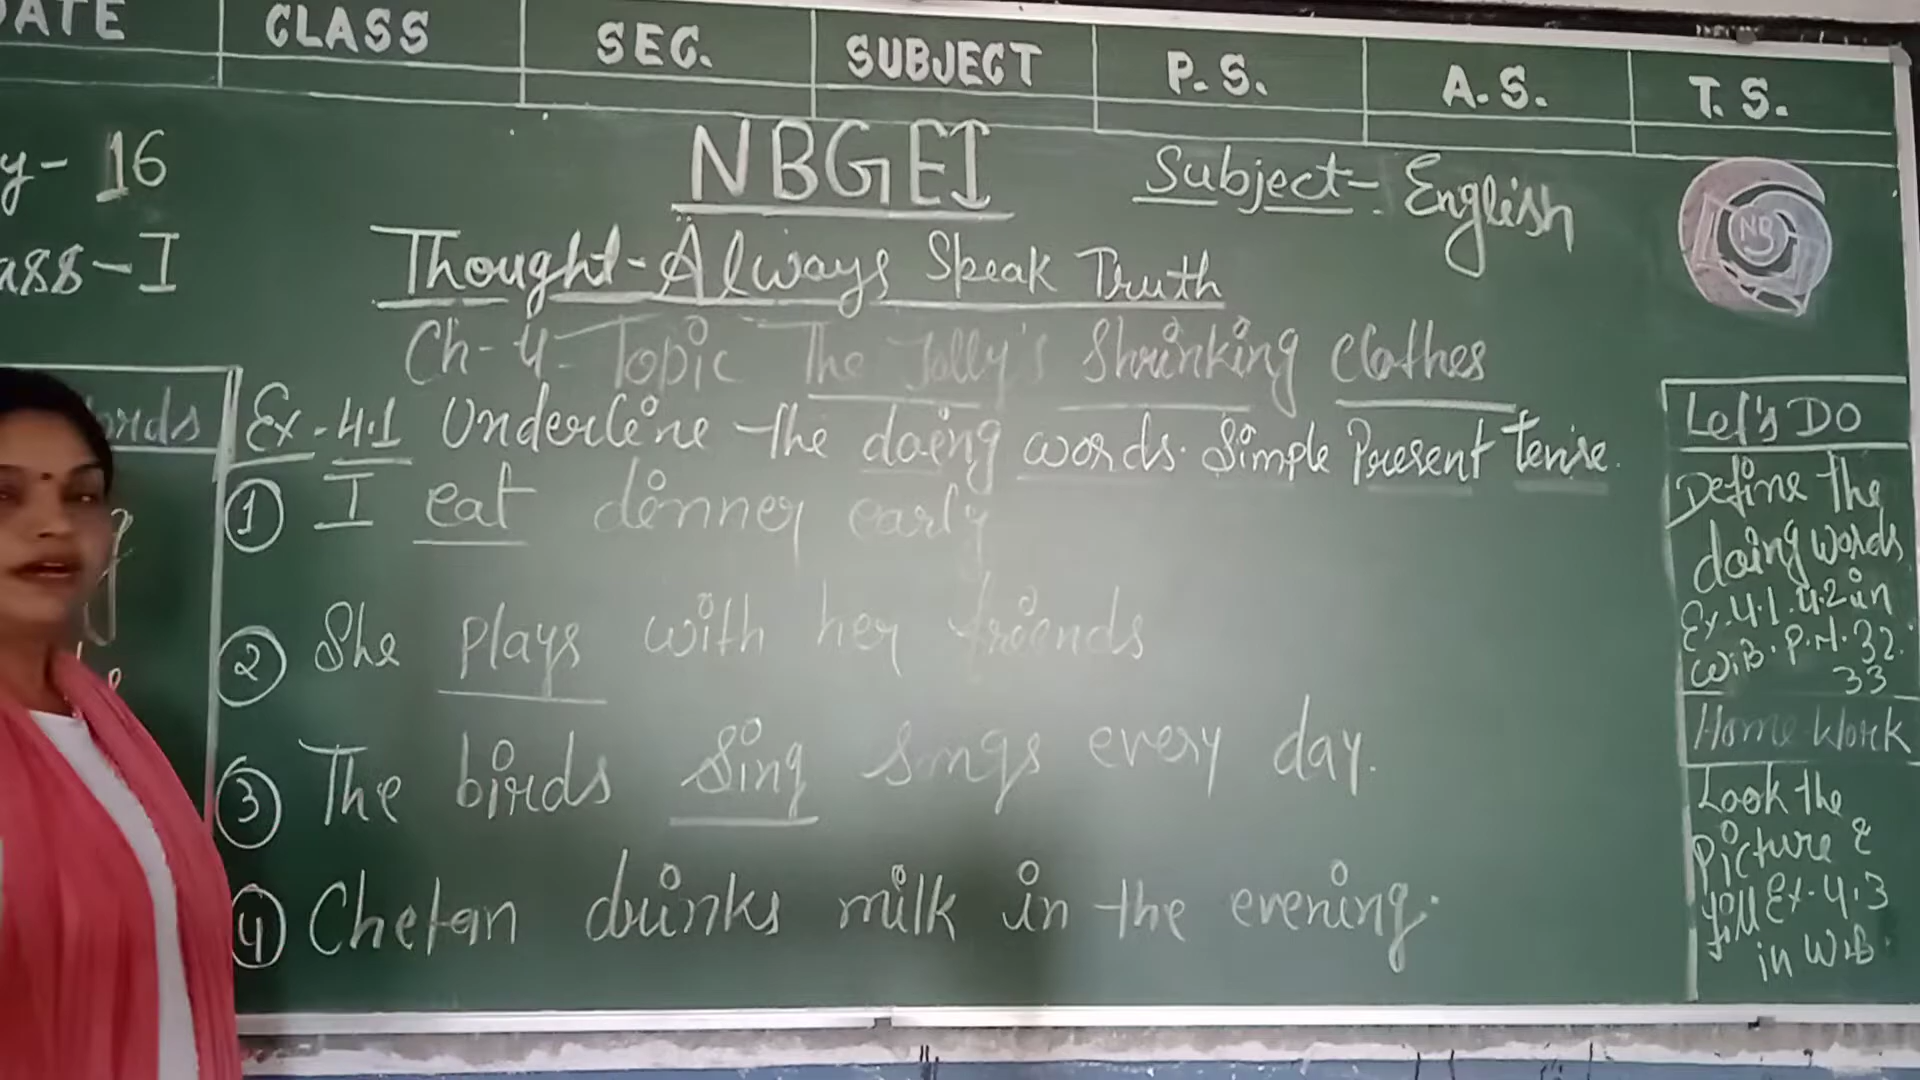 DATE CLASS SEC. SUBJECT P.S. A.S. T.S.
y- 16
NBGEI
Subject- English
ass-I
Thought- Always Speak Truth
NB
Ch-4- Topic The Jolly's Shrinking Clothes
ords
Ex-4.1 Underline the doing words. Simple Present tense.
① I eat dinner early
② She plays with her friends
③ The birds sing songs every day.
④ Chetan drinks milk in the evening.
Let's DO
Define the
doing words
Ex-4.1. 4.2 in
W.B. P.N. 32.
33
Home Work
Look the
Picture &
fill Ex-4.3
in W.B.